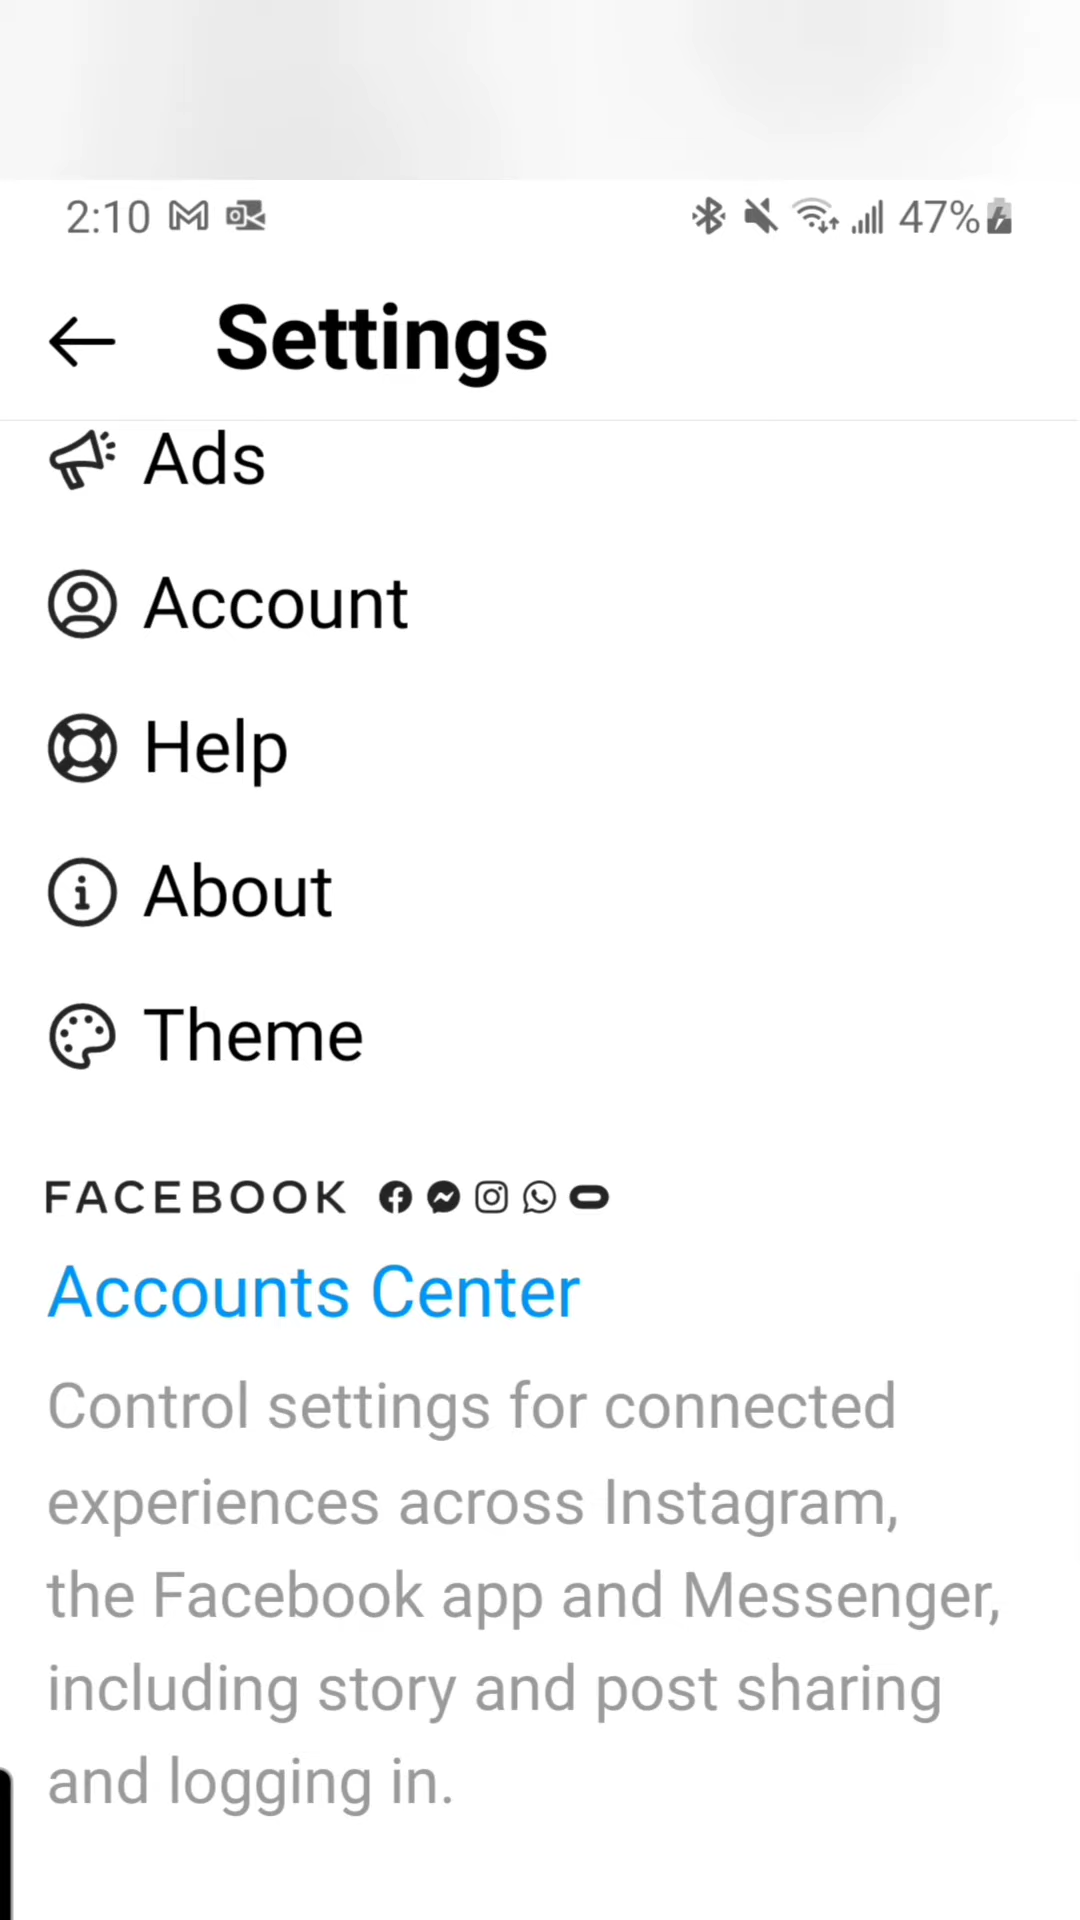 2:10 47%
Settings
Ads
Account
Help
About
Theme
FACEBOOK
Accounts Center
Control settings for connected
experiences across Instagram,
the Facebook app and Messenger,
including story and post sharing
and logging in.